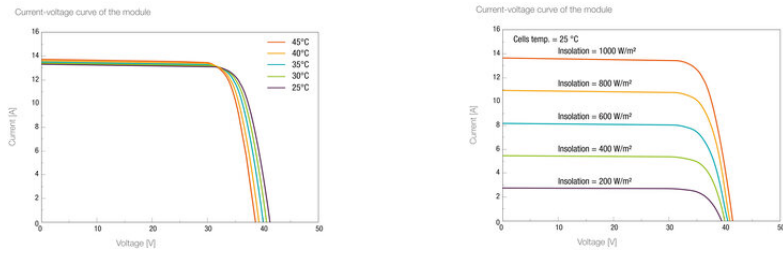 Current-voltage curve of the module
16
14
12
10
8
6
4
2
0
0 10 20 30 40 50
Current [A]
Voltage [V]
45°C
40°C
35°C
30°C
25°C
Current-voltage curve of the module
16
14
12
10
8
6
4
2
0
0 10 20 30 40 50
Current [A]
Voltage [V]
Cells temp. = 25 °C
Insolation = 1000 W/m²
Insolation = 800 W/m²
Insolation = 600 W/m²
Insolation = 400 W/m²
Insolation = 200 W/m²